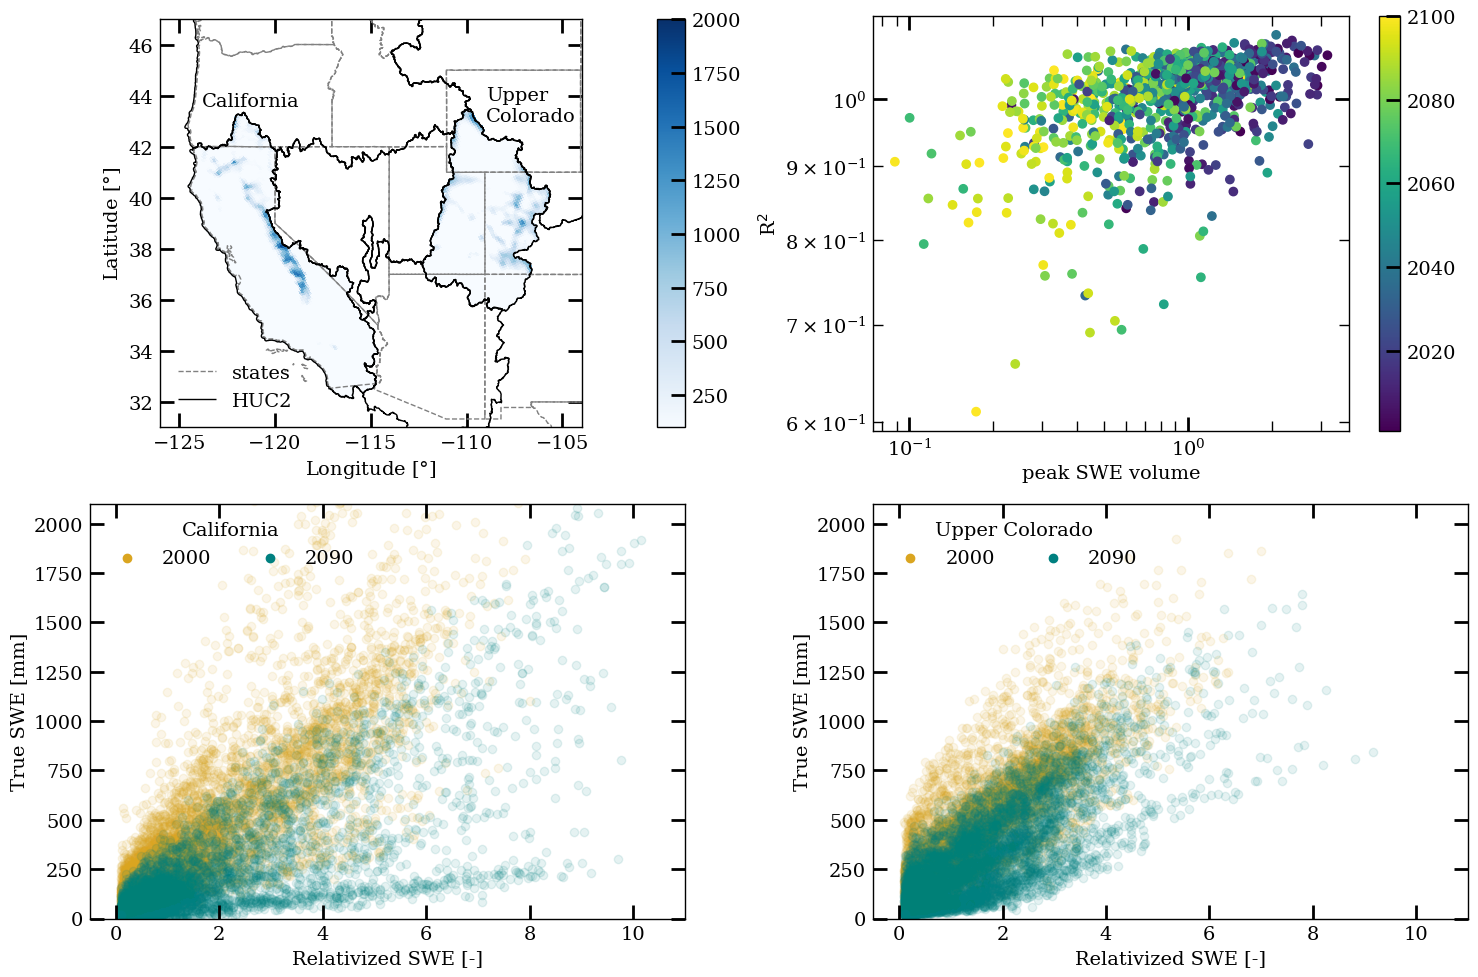 46
44
42
40
38
36
34
32
Latitude [°]
California
Upper
Colorado
states
HUC2
−125
−120
−115
−110
−105
Longitude [°]
2000
1750
1500
1250
1000
750
500
250
R²
10⁰
9 × 10⁻¹
8 × 10⁻¹
7 × 10⁻¹
6 × 10⁻¹
10⁻¹
10⁰
peak SWE volume
2100
2080
2060
2040
2020
True SWE [mm]
2000
1750
1500
1250
1000
750
500
250
0
California
2000 2090
0 2 4 6 8 10
Relativized SWE [-]
True SWE [mm]
2000
1750
1500
1250
1000
750
500
250
0
Upper Colorado
2000 2090
0 2 4 6 8 10
Relativized SWE [-]